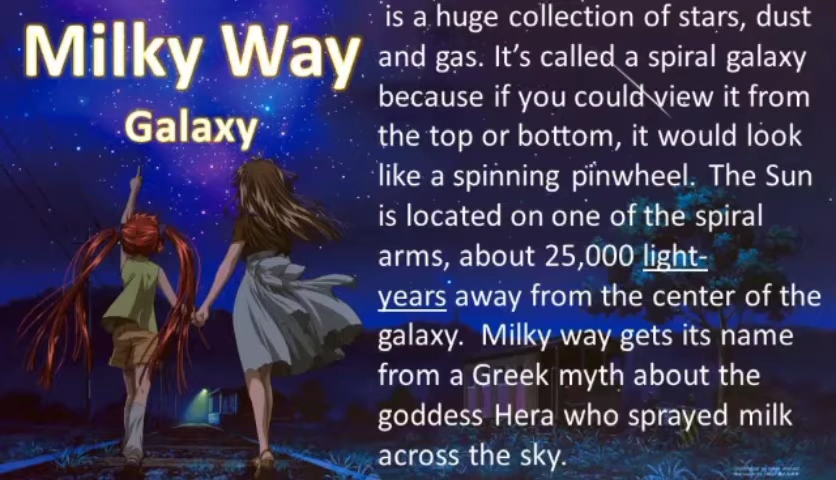 Milky Way
Galaxy
is a huge collection of stars, dust
and gas. It’s called a spiral galaxy
because if you could view it from
the top or bottom, it would look
like a spinning pinwheel.  The Sun
is located on one of the spiral
arms, about 25,000 light-
years away from the center of the
galaxy.  Milky way gets its name
from a Greek myth about the
goddess Hera who sprayed milk
across the sky.